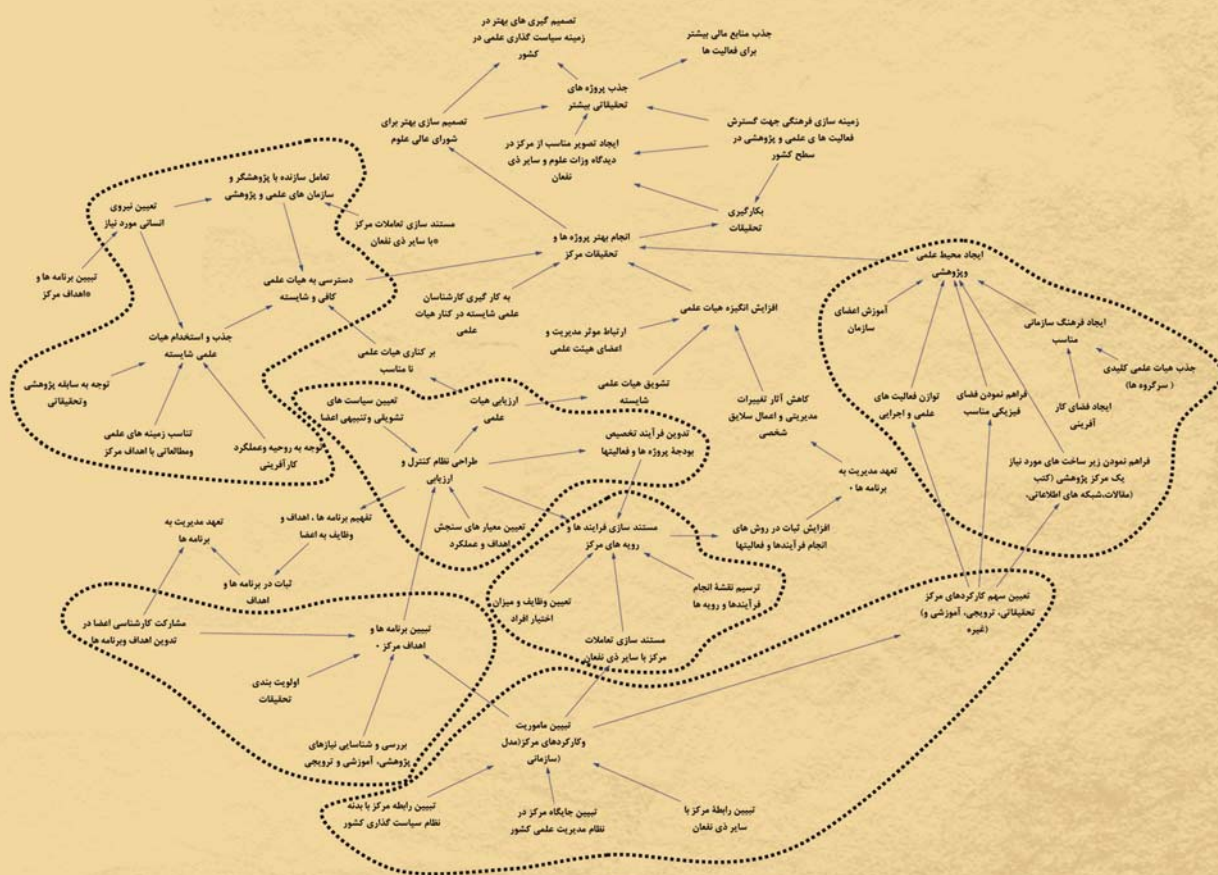 تصمیم گیری های بهتر در
زمینه سیاست گذاری علمی در
کشور
جذب منابع مالی بیشتر
برای فعالیت ها
جذب پروژه های
تحقیقاتی بیشتر
تصمیم سازی بهتر برای
شورای عالی علوم
ایجاد تصویر مناسب از مرکز در
دیدگاه وزات علوم و سایر ذی
نفعان
زمینه سازی فرهنگی جهت گسترش
فعالیت ها ی علمی و پژوهشی در
سطح کشور
تعامل سازنده با پژوهشگر و
سازمان های علمی و پژوهشی
تعیین نیروی
انسانی مورد نیاز
مستند سازی تعاملات مرکز
*با سایر ذی نفعان
بکارگیری
تحقیقات
انجام بهتر پروژه ها و
تحقیقات مرکز
ایجاد محیط علمی
وپژوهشی
تبیین برنامه ها و
*اهداف مرکز
دسترسی به هیات علمی
کافی و شایسته
به کار گیری کارشناسان
علمی شایسته در کنار هیات
علمی
افزایش انگیزه هیات علمی
آموزش اعضای
سازمان
ایجاد فرهنگ سازمانی
مناسب
جذب و استخدام هیات
علمی شایسته
ارتباط موثر مدیریت و
اعضای هیئت علمی
بر کناری هیات علمی
نا مناسب
جذب هیات علمی کلیدی
( سرگروه ها)
توجه به سابقه پژوهشی
وتحقیقاتی
تعیین سیاست های
تشویقی وتنبیهی اعضا
ارزیابی هیات
علمی
تشویق هیات علمی
شایسته
کاهش آثار تغییرات
مدیریتی و اعمال سلایق
شخصی
توازن فعالیت های
علمی و اجرایی
فراهم نمودن فضای
فیزیکی مناسب
ایجاد فضای کار
آفرینی
تناسب زمینه های علمی
ومطالعاتی با اهداف مرکز
توجه به روحیه وعملکرد
کارآفرینی
طراحی نظام کنترل و
ارزیابی
تدوین فرآیند تخصیص
بودجۀ پروژه ها و فعالیتها
تعهد مدیریت به
برنامه ها *
فراهم نمودن زیر ساخت های مورد نیاز
یک مرکز پژوهشی (کتب
(مقالات،شبکه های اطلاعاتی،
تعهد مدیریت به
برنامه ها
تفهیم برنامه ها ، اهداف و
وظایف به اعضا
تعیین معیار های سنجش
اهداف و عملکرد
مستند سازی فرایند ها و
رویه های مرکز
افزایش ثبات در روش های
انجام فرآیندها و فعالیتها
ثبات در برنامه ها و
اهداف
تعیین وظایف و میزان
اختیار افراد
ترسیم نقشۀ انجام
فرآیندها و رویه ها
تعیین سهم کارکردهای مرکز
تحقیقاتی، ترویجی، آموزشی و)
(غیره
مشارکت کارشناسی اعضا در
تدوین اهداف وبرنامه ها
تبیین برنامه ها و
اهداف مرکز *
مستند سازی تعاملات
مرکز با سایر ذی نفعان
اولویت بندی
تحقیقات
بررسی و شناسایی نیازهای
پژوهشی، آموزشی و ترویجی
تبیین ماموریت
وکارکردهای مرکز(مدل
(سازمانی
تبیین رابطه مرکز با بدنه
نظام سیاست گذاری کشور
تبیین جایگاه مرکز در
نظام مدیریت علمی کشور
تبیین رابطۀ مرکز با
سایر ذی نفعان